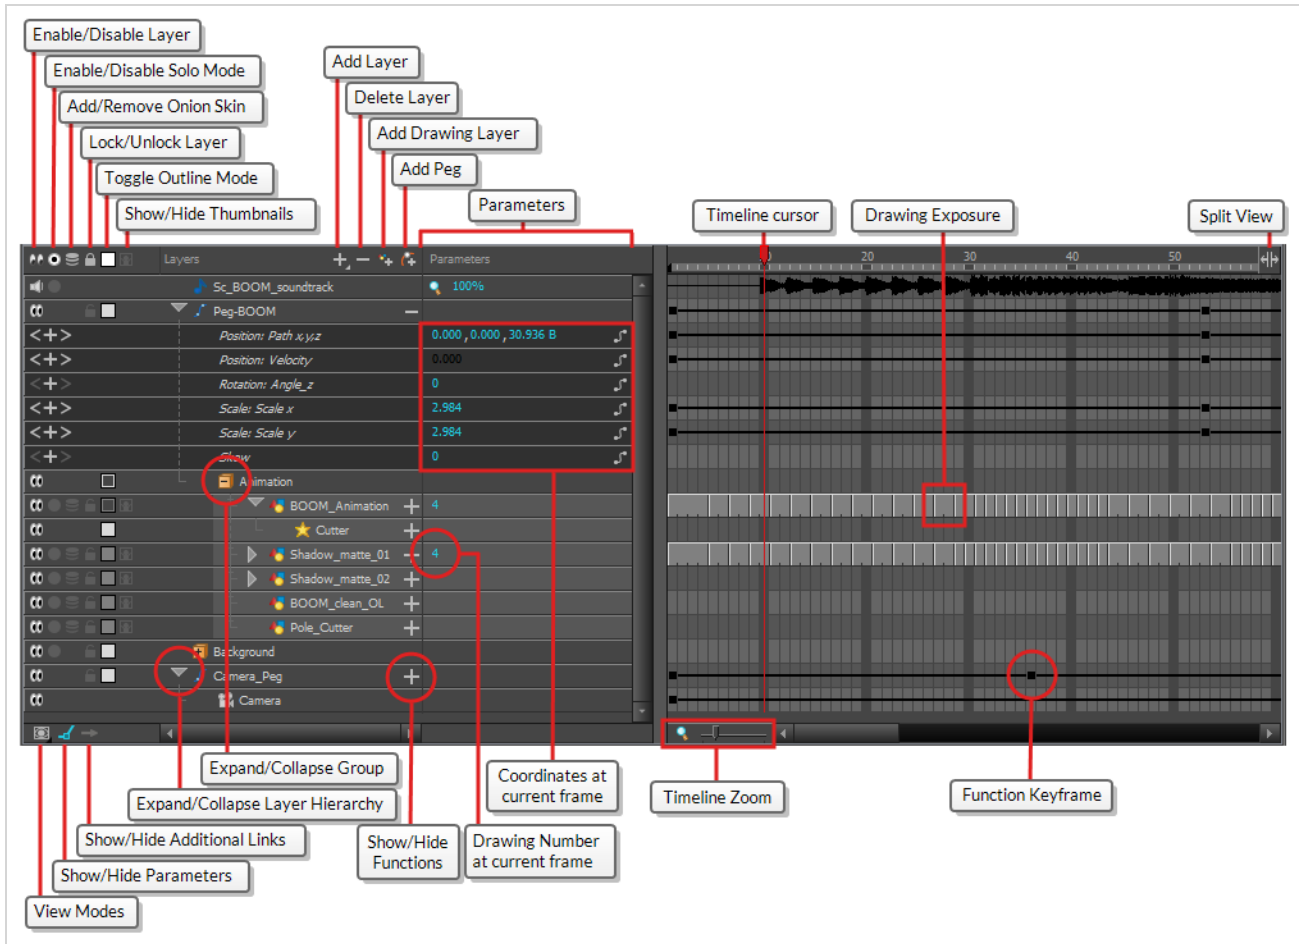 Enable/Disable Layer
Enable/Disable Solo Mode
Add/Remove Onion Skin
Lock/Unlock Layer
Toggle Outline Mode
Show/Hide Thumbnails
Add Layer
Delete Layer
Add Drawing Layer
Add Peg
Parameters
Timeline cursor
Drawing Exposure
Split View
Layers
Parameters
20
30
40
50
Sc_BOOM_soundtrack
100%
Peg-BOOM
Position: Path x,y,z
0.000 , 0.000 , 30.936 B
Position: Velocity
0.000
Rotation: Angle_z
0
Scale: Scale x
2.984
Scale: Scale y
2.984
Skew
0
Animation
BOOM_Animation
4
Cutter
Shadow_matte_01
4
Shadow_matte_02
BOOM_clean_OL
Pole_Cutter
Background
Camera_Peg
Camera
Expand/Collapse Group
Expand/Collapse Layer Hierarchy
Show/Hide Additional Links
Show/Hide Parameters
View Modes
Show/Hide
Functions
Coordinates at
current frame
Drawing Number
at current frame
Timeline Zoom
Function Keyframe